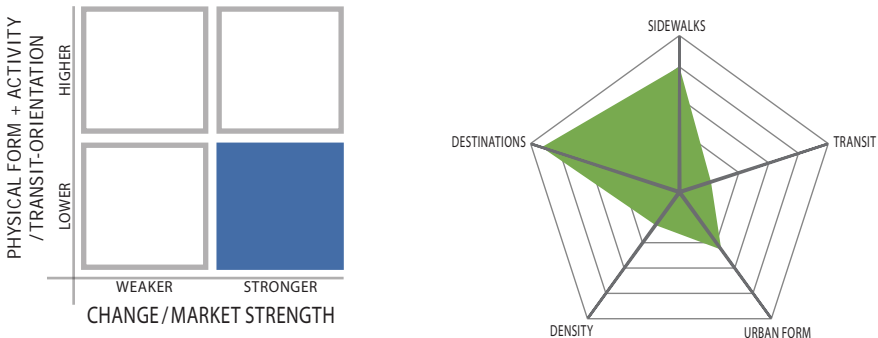 PHYSICAL FORM + ACTIVITY
/TRANSIT-ORIENTATION
HIGHER
LOWER
WEAKER
STRONGER
CHANGE/MARKET STRENGTH
SIDEWALKS
DESTINATIONS
TRANSIT
DENSITY
URBAN FORM